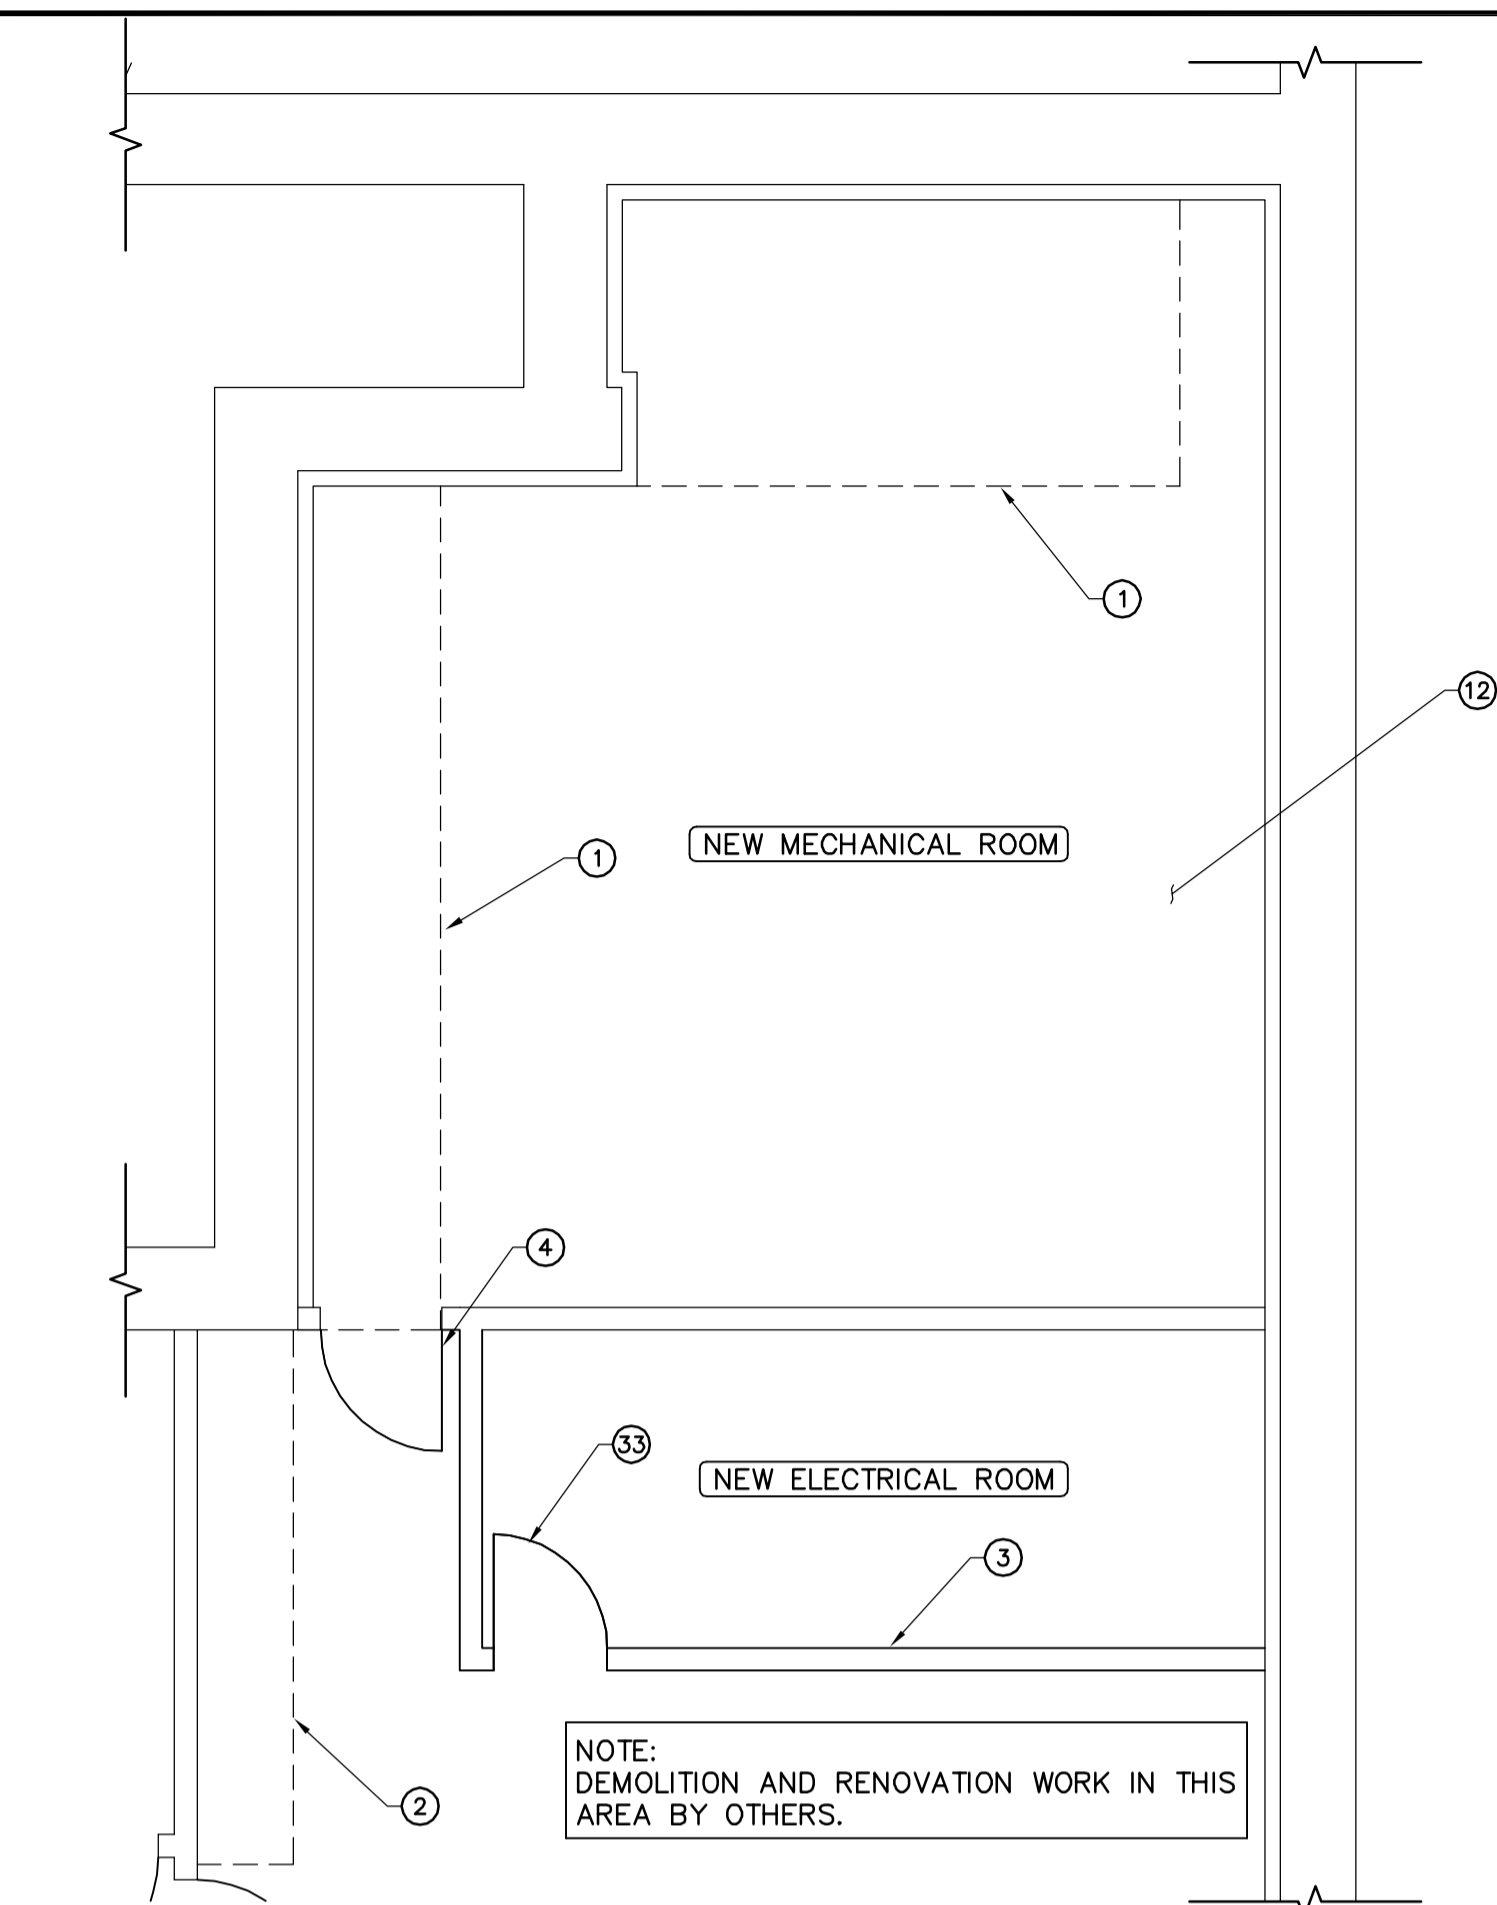 1
12
NEW MECHANICAL ROOM
1
4
33
NEW ELECTRICAL ROOM
3
NOTE:
DEMOLITION AND RENOVATION WORK IN THIS
AREA BY OTHERS.
2